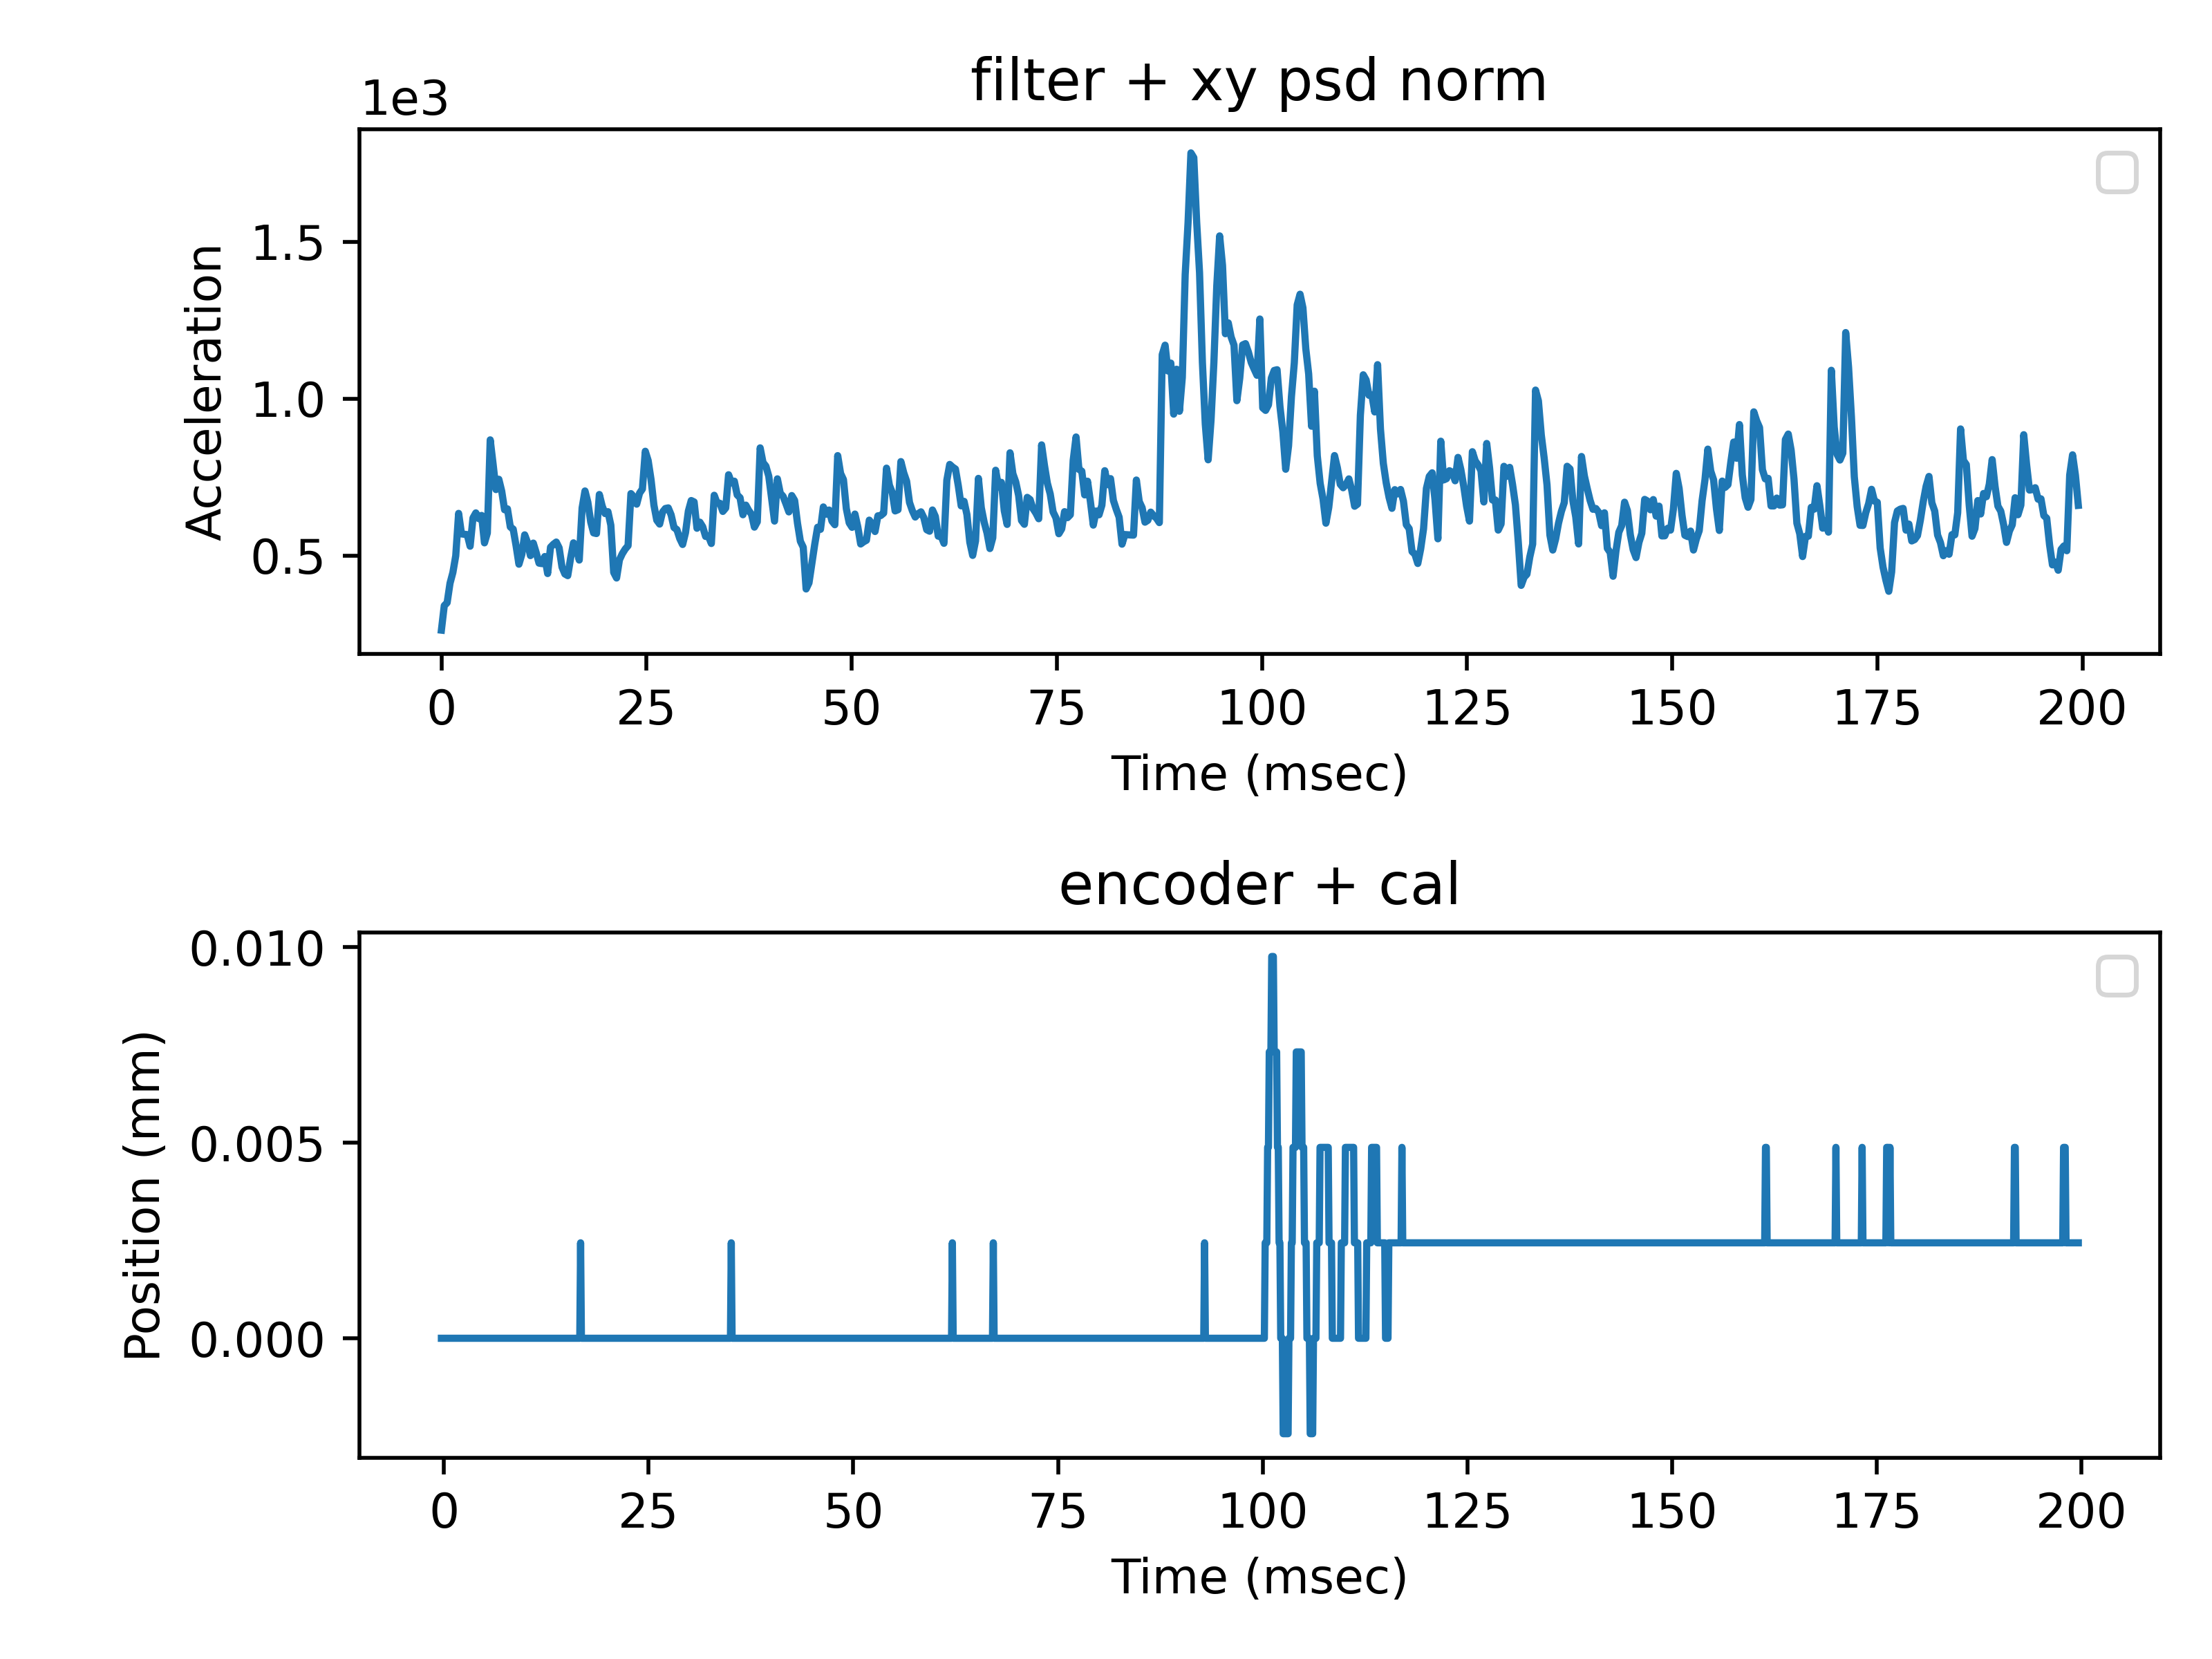 filter + xy psd norm
1e3
Acceleration
1.5
1.0
0.5
0 25 50 75 100 125 150 175 200
Time (msec)
encoder + cal
Position (mm)
0.010
0.005
0.000
0 25 50 75 100 125 150 175 200
Time (msec)